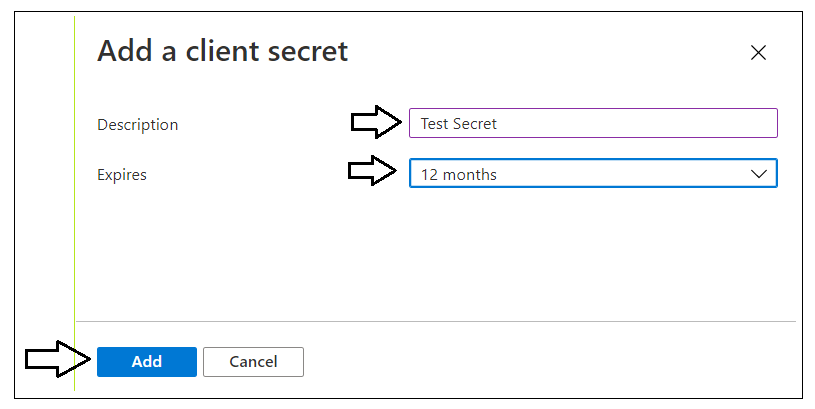 Add a client secret
Description
Test Secret
Expires
12 months
Add
Cancel